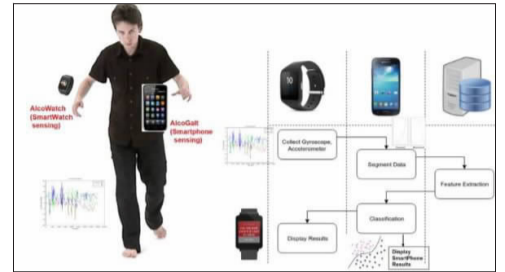 AlcoWatch
(SmartWatch
sensing)
AlcoGait
(Smartphone
sensing)
10
Collect Gyroscope,
Accelerometer
Segment Data
Feature Extraction
Classification
Display Results
Display
SmartPhone
Results